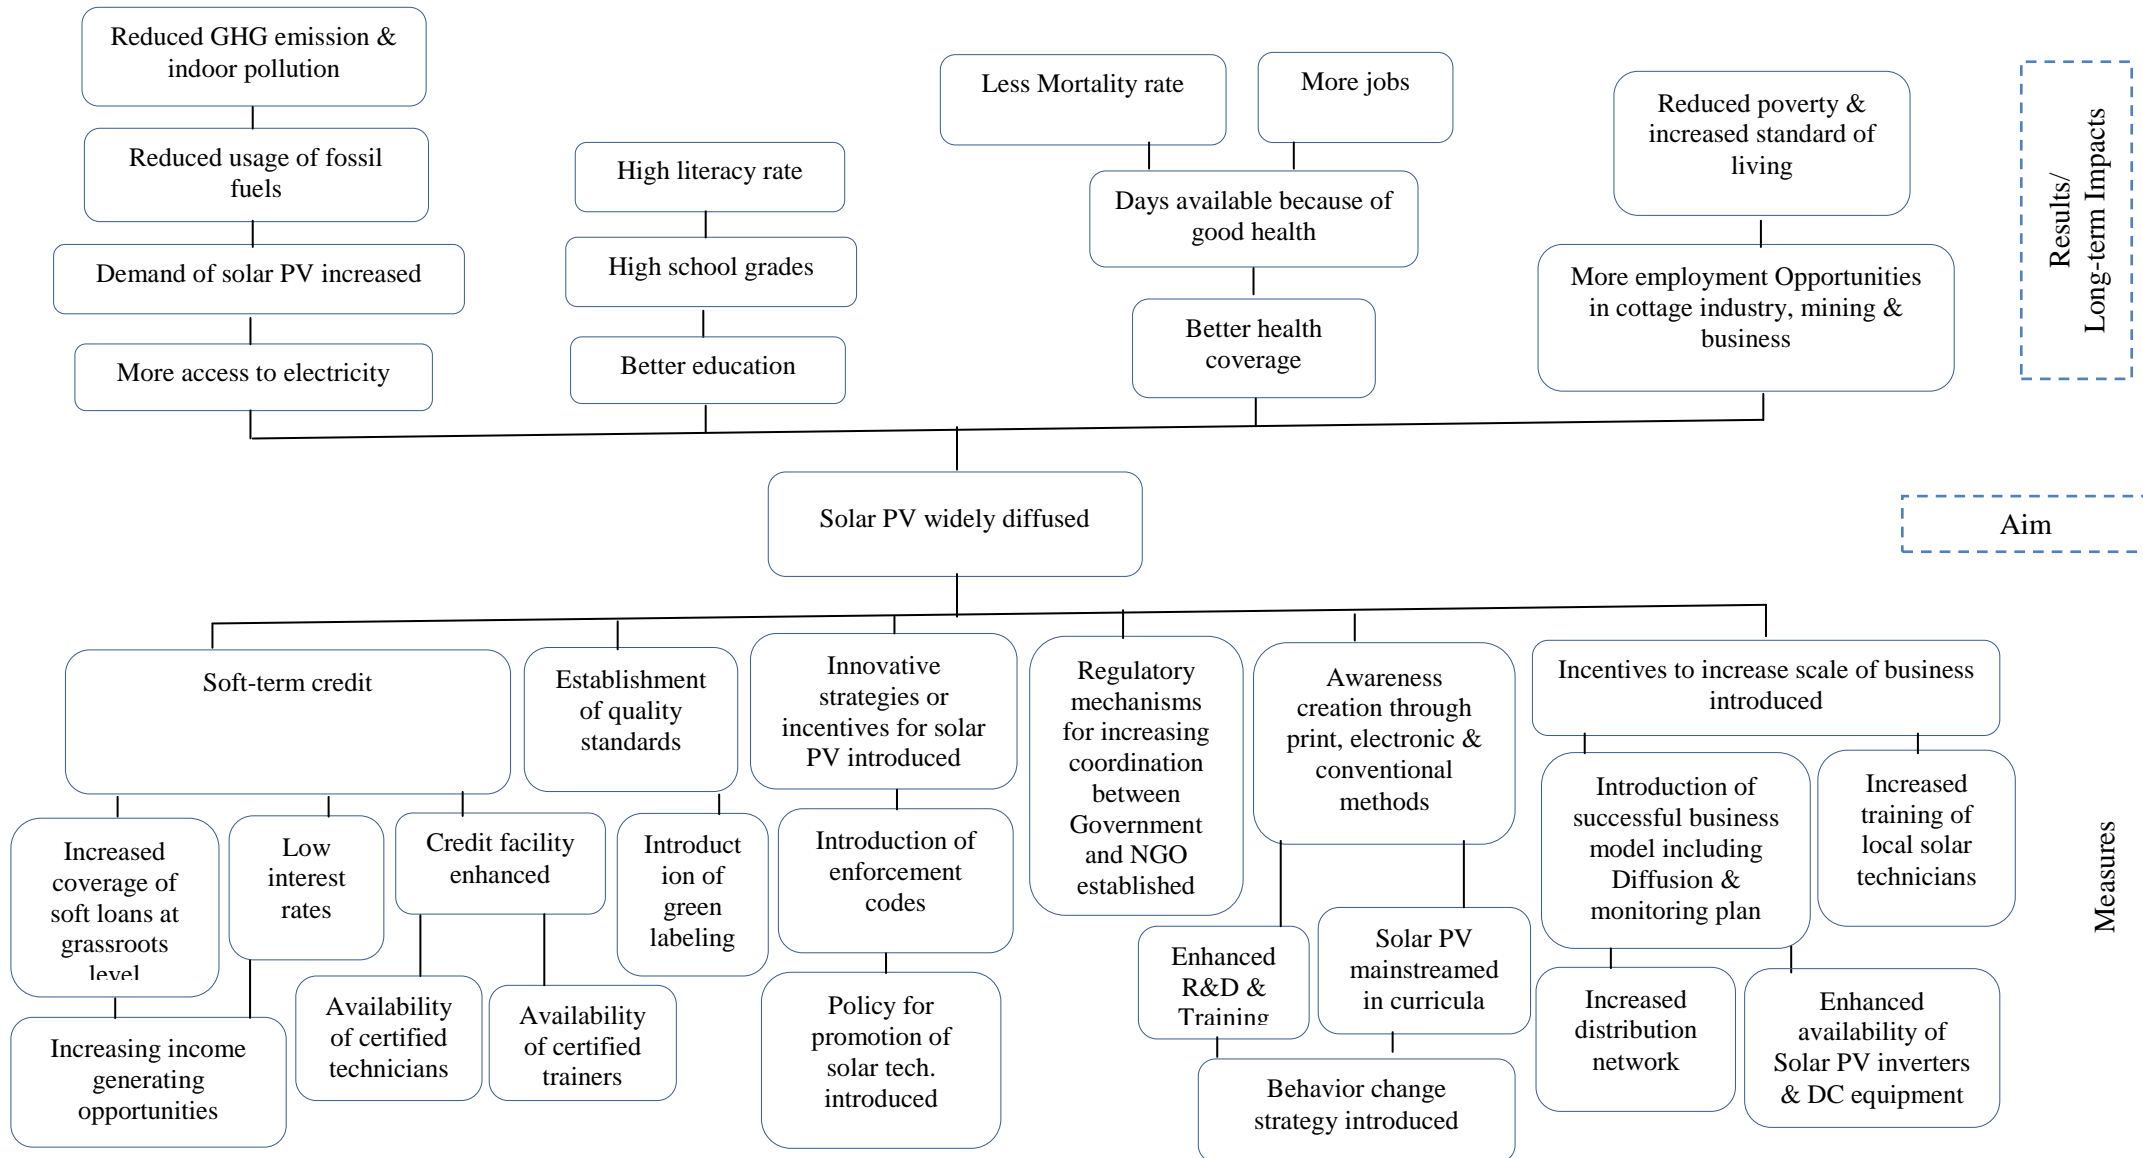 Reduced GHG emission &
indoor pollution
Reduced usage of fossil
fuels
Demand of solar PV increased
More access to electricity
High literacy rate
High school grades
Better education
Less Mortality rate
More jobs
Days available because of
good health
Better health
coverage
Reduced poverty &
increased standard of
living
More employment Opportunities
in cottage industry, mining &
business
Results/
Long-term Impacts
Solar PV widely diffused
Aim
Soft-term credit
Establishment
of quality
standards
Innovative
strategies or
incentives for solar
PV introduced
Regulatory
mechanisms
for increasing
coordination
between
Government
and NGO
established
Awareness
creation through
print, electronic &
conventional
methods
Incentives to increase scale of business
introduced
Increased
coverage of
soft loans at
grassroots
level
Low
interest
rates
Credit facility
enhanced
Introduct
ion of
green
labeling
Introduction of
enforcement
codes
Introduction of
successful business
model including
Diffusion &
monitoring plan
Increased
training of
local solar
technicians
Measures
Increasing income
generating
opportunities
Availability
of certified
technicians
Availability
of certified
trainers
Policy for
promotion of
solar tech.
introduced
Enhanced
R&D &
Training
Solar PV
mainstreamed
in curricula
Behavior change
strategy introduced
Increased
distribution
network
Enhanced
availability of
Solar PV inverters
& DC equipment